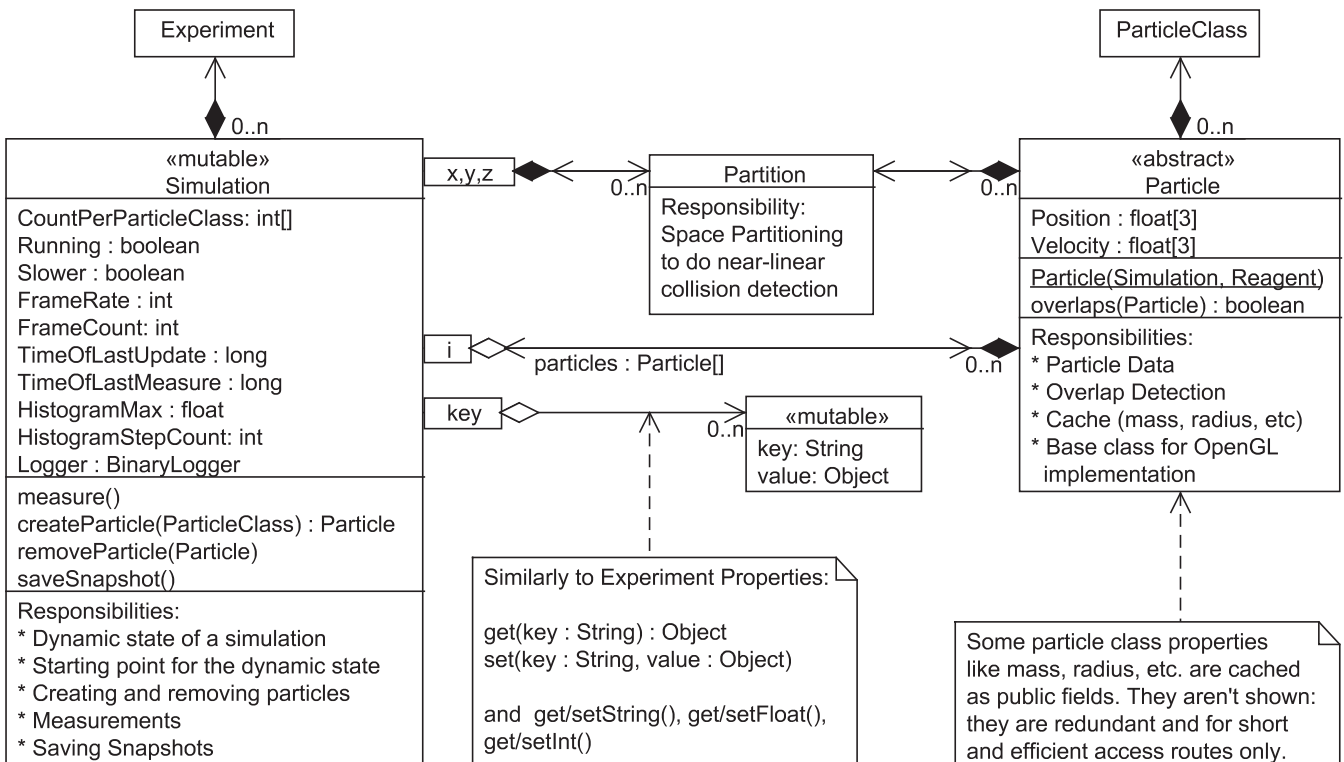 Experiment
0..n
«mutable»
Simulation
CountPerParticleClass: int[]
Running : boolean
Slower : boolean
FrameRate : int
FrameCount: int
TimeOfLastUpdate : long
TimeOfLastMeasure : long
HistogramMax : float
HistogramStepCount: int
Logger : BinaryLogger
measure()
createParticle(ParticleClass) : Particle
removeParticle(Particle)
saveSnapshot()
Responsibilities:
* Dynamic state of a simulation
* Starting point for the dynamic state
* Creating and removing particles
* Measurements
* Saving Snapshots
x,y,z
0..n
Partition
Responsibility:
Space Partitioning
to do near-linear
collision detection
0..n
i
particles : Particle[]
0..n
key
0..n
«mutable»
key: String
value: Object
Similarly to Experiment Properties:
get(key : String) : Object
set(key : String, value : Object)
and get/setString(), get/setFloat(),
get/setInt()
ParticleClass
0..n
«abstract»
Particle
Position : float[3]
Velocity : float[3]
Particle(Simulation, Reagent)
overlaps(Particle) : boolean
Responsibilities:
* Particle Data
* Overlap Detection
* Cache (mass, radius, etc)
* Base class for OpenGL
implementation
Some particle class properties
like mass, radius, etc. are cached
as public fields. They aren't shown:
they are redundant and for short
and efficient access routes only.